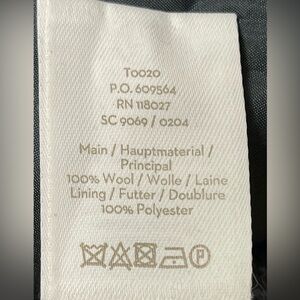 T0020
P.O. 609564
RN 118027
SC 9069 / 0204
Main / Hauptmaterial /
Principal
100% Wool / Wolle / Laine
Lining / Futter / Doublure
100% Polyester
P